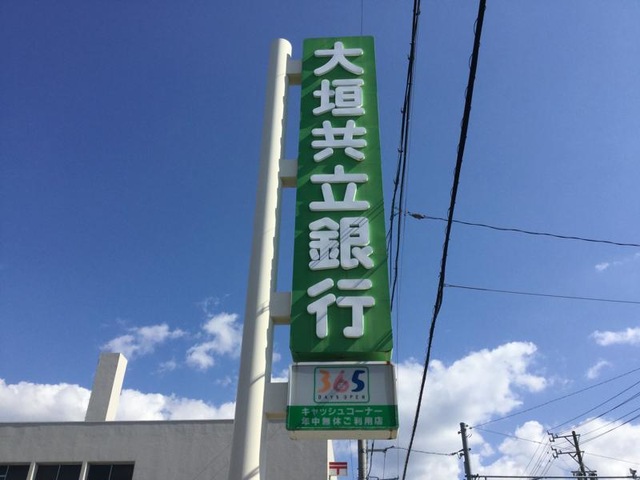 大垣共立銀行
365
DAYS OPEN
キャッシュコーナー
年中無休ご利用店